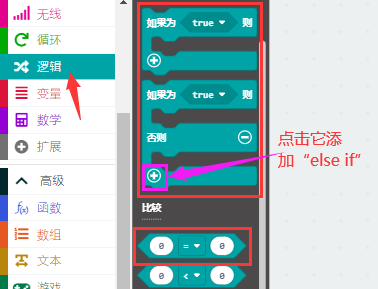 无线
循环
逻辑
变量
数学
扩展
高级
函数
数组
文本
游戏
如果为 true 则
如果为 true 则
否则
比较
0 = 0
0 < 0
点击它添
加“else if”